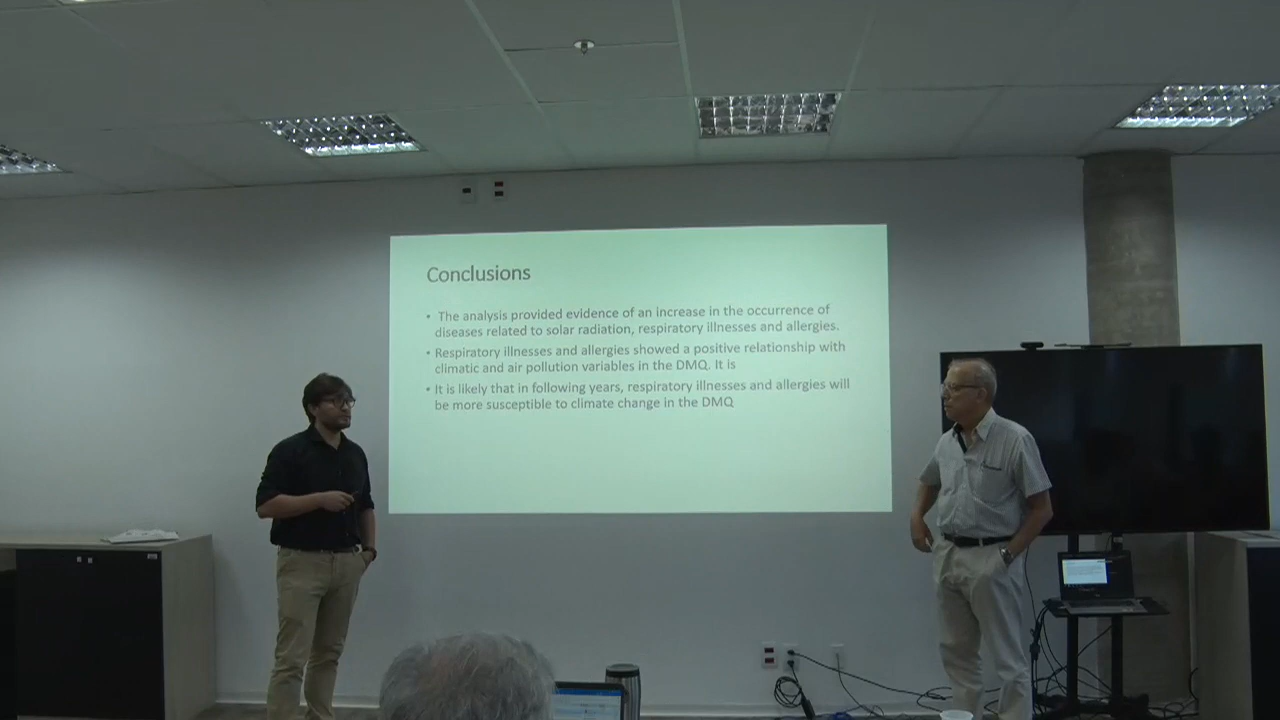 Conclusions
• The analysis provided evidence of an increase in the occurrence of
diseases related to solar radiation, respiratory illnesses and allergies.
• Respiratory illnesses and allergies showed a positive relationship with
climatic and air pollution variables in the DMQ. It is
• It is likely that in following years, respiratory illnesses and allergies will
be more susceptible to climate change in the DMQ